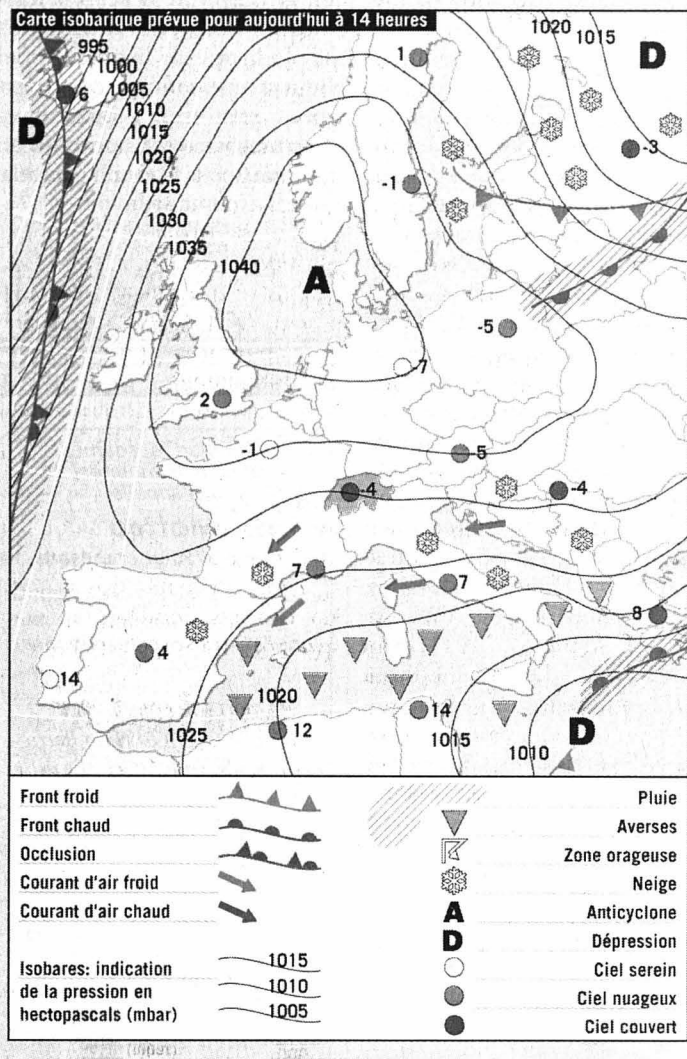 Carte isobarique prévue pour aujourd'hui à 14 heures
995
1000
1005
1010
1015
1020
1025
1030
1035
1040
1020
1015
D
D
A
D
1
6
-3
-1
-5
-7
2
-1
-5
-4
-4
7
7
8
4
14
12
14
1025
1020
1015
1010
Front froid
Front chaud
Occlusion
Courant d'air froid
Courant d'air chaud
Isobares: indication
de la pression en
hectopascals (mbar)
1015
1010
1005
Pluie
Averses
Zone orageuse
Neige
A Anticyclone
D Dépression
Ciel serein
Ciel nuageux
Ciel couvert